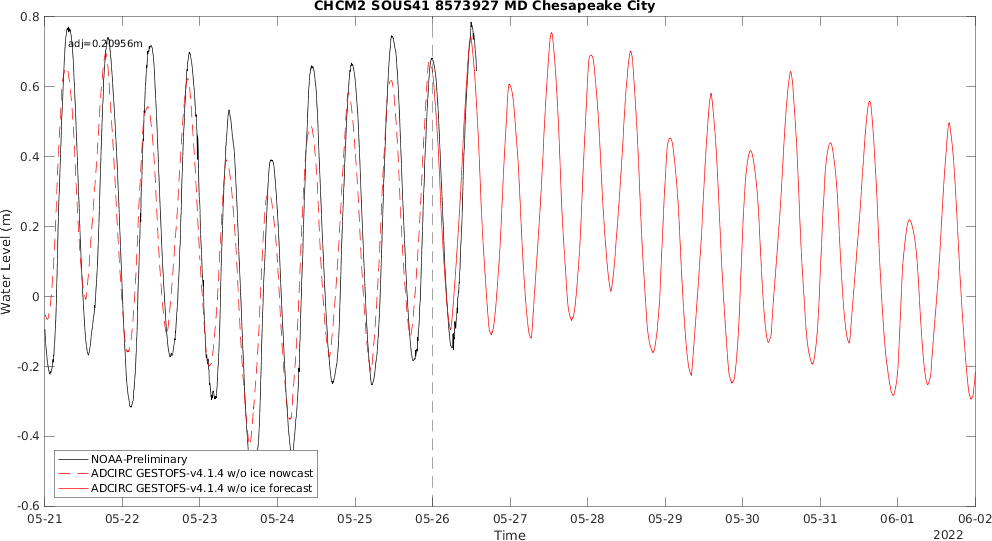 CHCM2 SOUS41 8573927 MD Chesapeake City
adj=0.20956m
Water Level (m)
0.8
0.6
0.4
0.2
0
-0.2
-0.4
-0.6
NOAA-Preliminary
ADCIRC GESTOFS-v4.1.4 w/o ice nowcast
ADCIRC GESTOFS-v4.1.4 w/o ice forecast
05-21 05-22 05-23 05-24 05-25 05-26 05-27 05-28 05-29 05-30 05-31 06-01 06-02
Time
2022